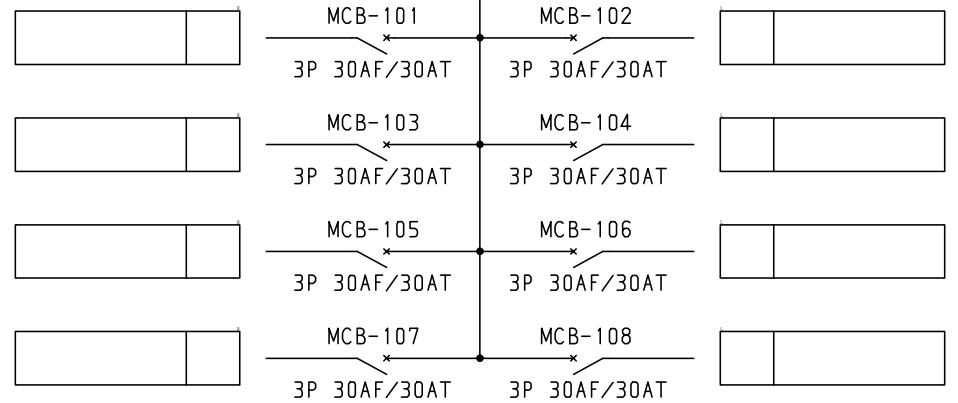 MCB-101 MCB-102
3P 30AF/30AT 3P 30AF/30AT
MCB-103 MCB-104
3P 30AF/30AT 3P 30AF/30AT
MCB-105 MCB-106
3P 30AF/30AT 3P 30AF/30AT
MCB-107 MCB-108
3P 30AF/30AT 3P 30AF/30AT